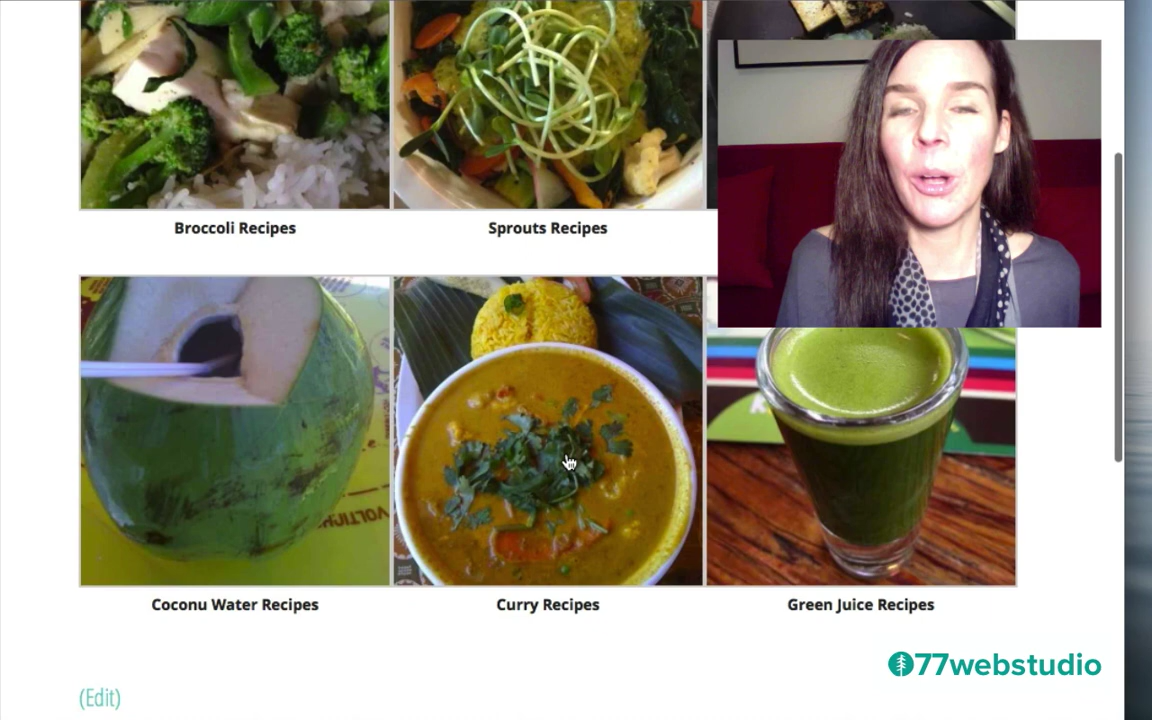 Broccoli Recipes
Sprouts Recipes
Coconu Water Recipes
Curry Recipes
Green Juice Recipes
77webstudio
(Edit)